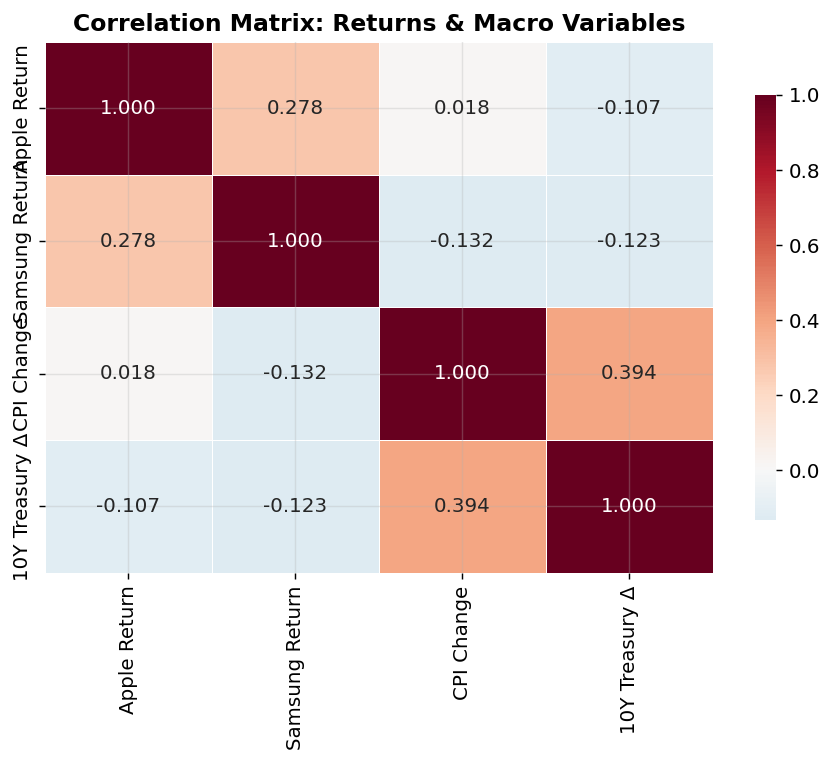 Correlation Matrix: Returns & Macro Variables
Apple Return
1.000
0.278
0.018
-0.107
Samsung Return
0.278
1.000
-0.132
-0.123
CPI Change
0.018
-0.132
1.000
0.394
10Y Treasury Δ
-0.107
-0.123
0.394
1.000
Apple Return
Samsung Return
CPI Change
10Y Treasury Δ
1.0
0.8
0.6
0.4
0.2
0.0